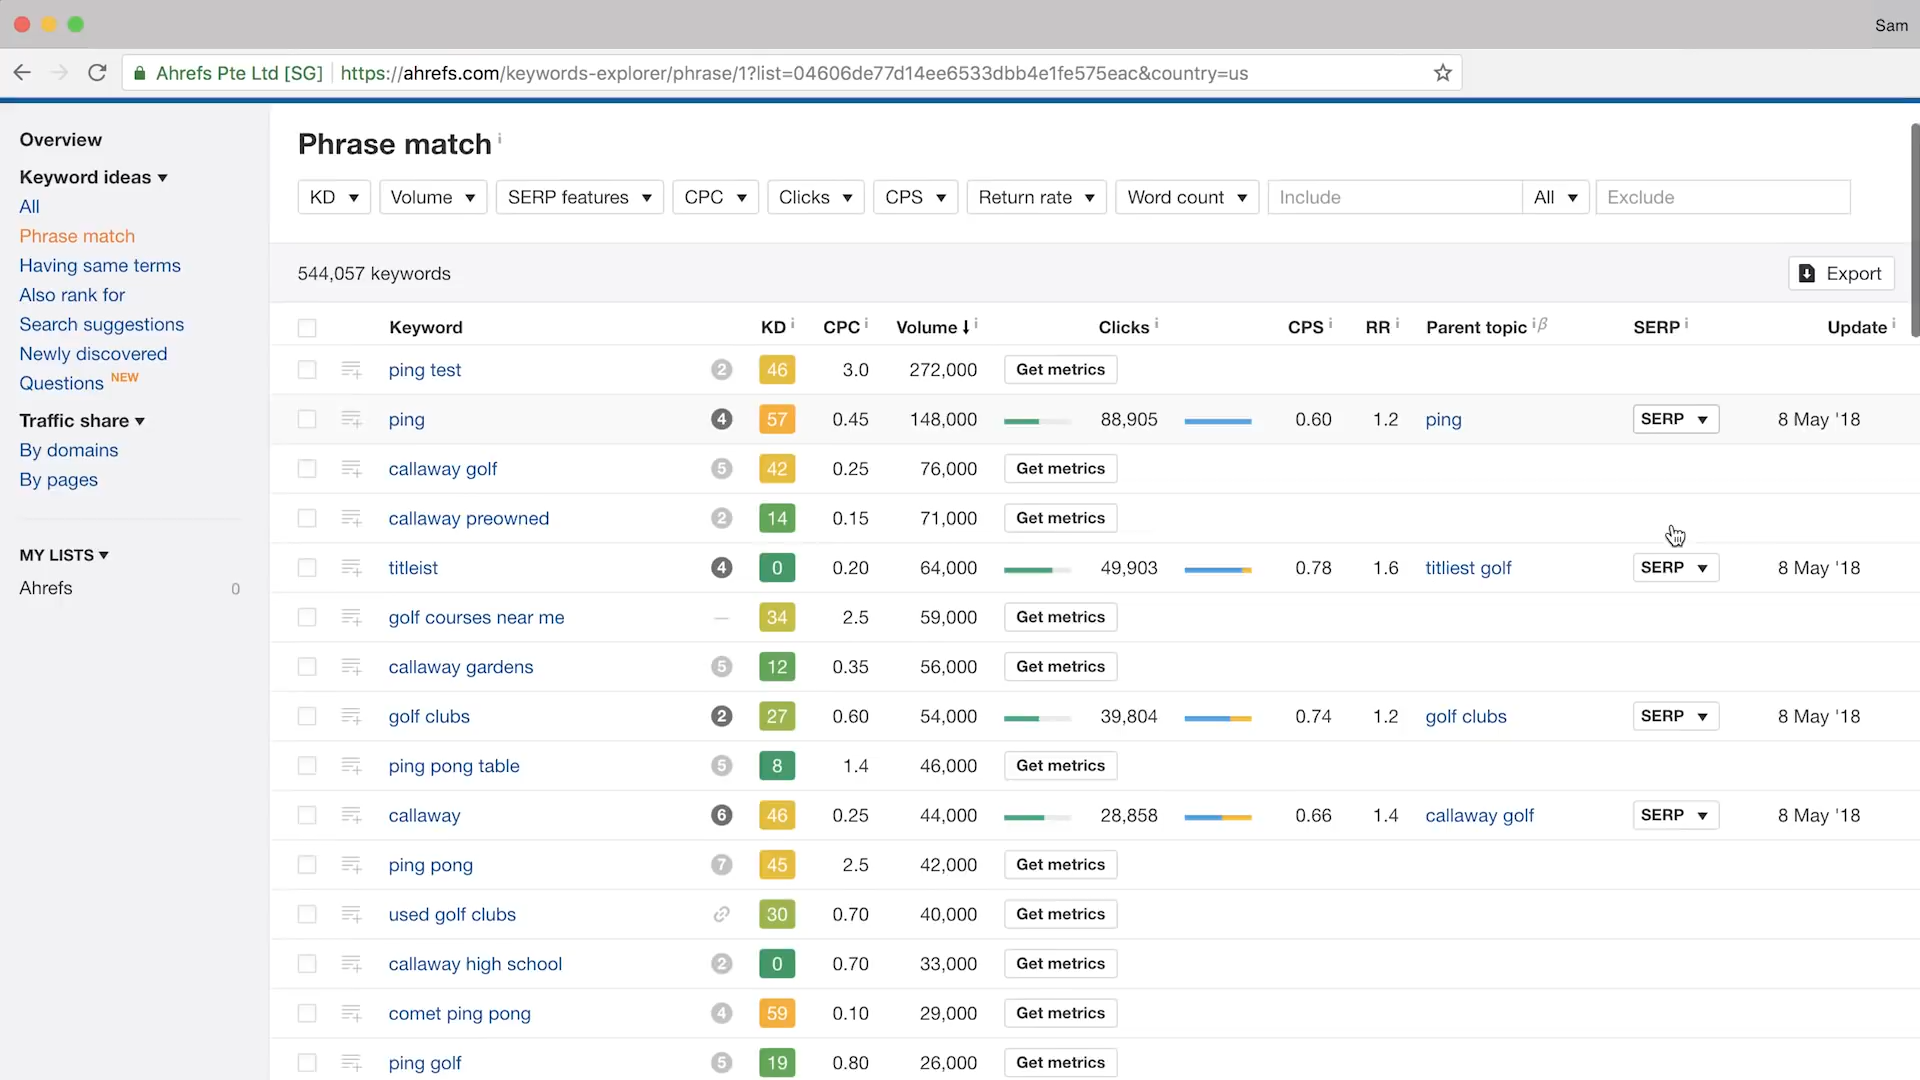 Sam
Ahrefs Pte Ltd [SG] https://ahrefs.com/keywords-explorer/phrase/1?list=04606de77d14ee6533dbb4e1fe575eac&country=us
Overview
Keyword ideas
All
Phrase match
Having same terms
Also rank for
Search suggestions
Newly discovered
Questions NEW
Traffic share
By domains
By pages
MY LISTS
Ahrefs 0
Phrase match i
KD Volume SERP features CPC Clicks CPS Return rate Word count Include All Exclude
544,057 keywords Export
Keyword KD i CPC i Volume i Clicks i CPS i RR i Parent topic i β SERP i Update i
ping test 2 46 3.0 272,000 Get metrics
ping 4 57 0.45 148,000 88,905 0.60 1.2 ping SERP 8 May '18
callaway golf 5 42 0.25 76,000 Get metrics
callaway preowned 2 14 0.15 71,000 Get metrics
titleist 4 0 0.20 64,000 49,903 0.78 1.6 titliest golf SERP 8 May '18
golf courses near me — 34 2.5 59,000 Get metrics
callaway gardens 5 12 0.35 56,000 Get metrics
golf clubs 2 27 0.60 54,000 39,804 0.74 1.2 golf clubs SERP 8 May '18
ping pong table 5 8 1.4 46,000 Get metrics
callaway 6 46 0.25 44,000 28,858 0.66 1.4 callaway golf SERP 8 May '18
ping pong 7 45 2.5 42,000 Get metrics
used golf clubs 30 0.70 40,000 Get metrics
callaway high school 2 0 0.70 33,000 Get metrics
comet ping pong 4 59 0.10 29,000 Get metrics
ping golf 5 19 0.80 26,000 Get metrics